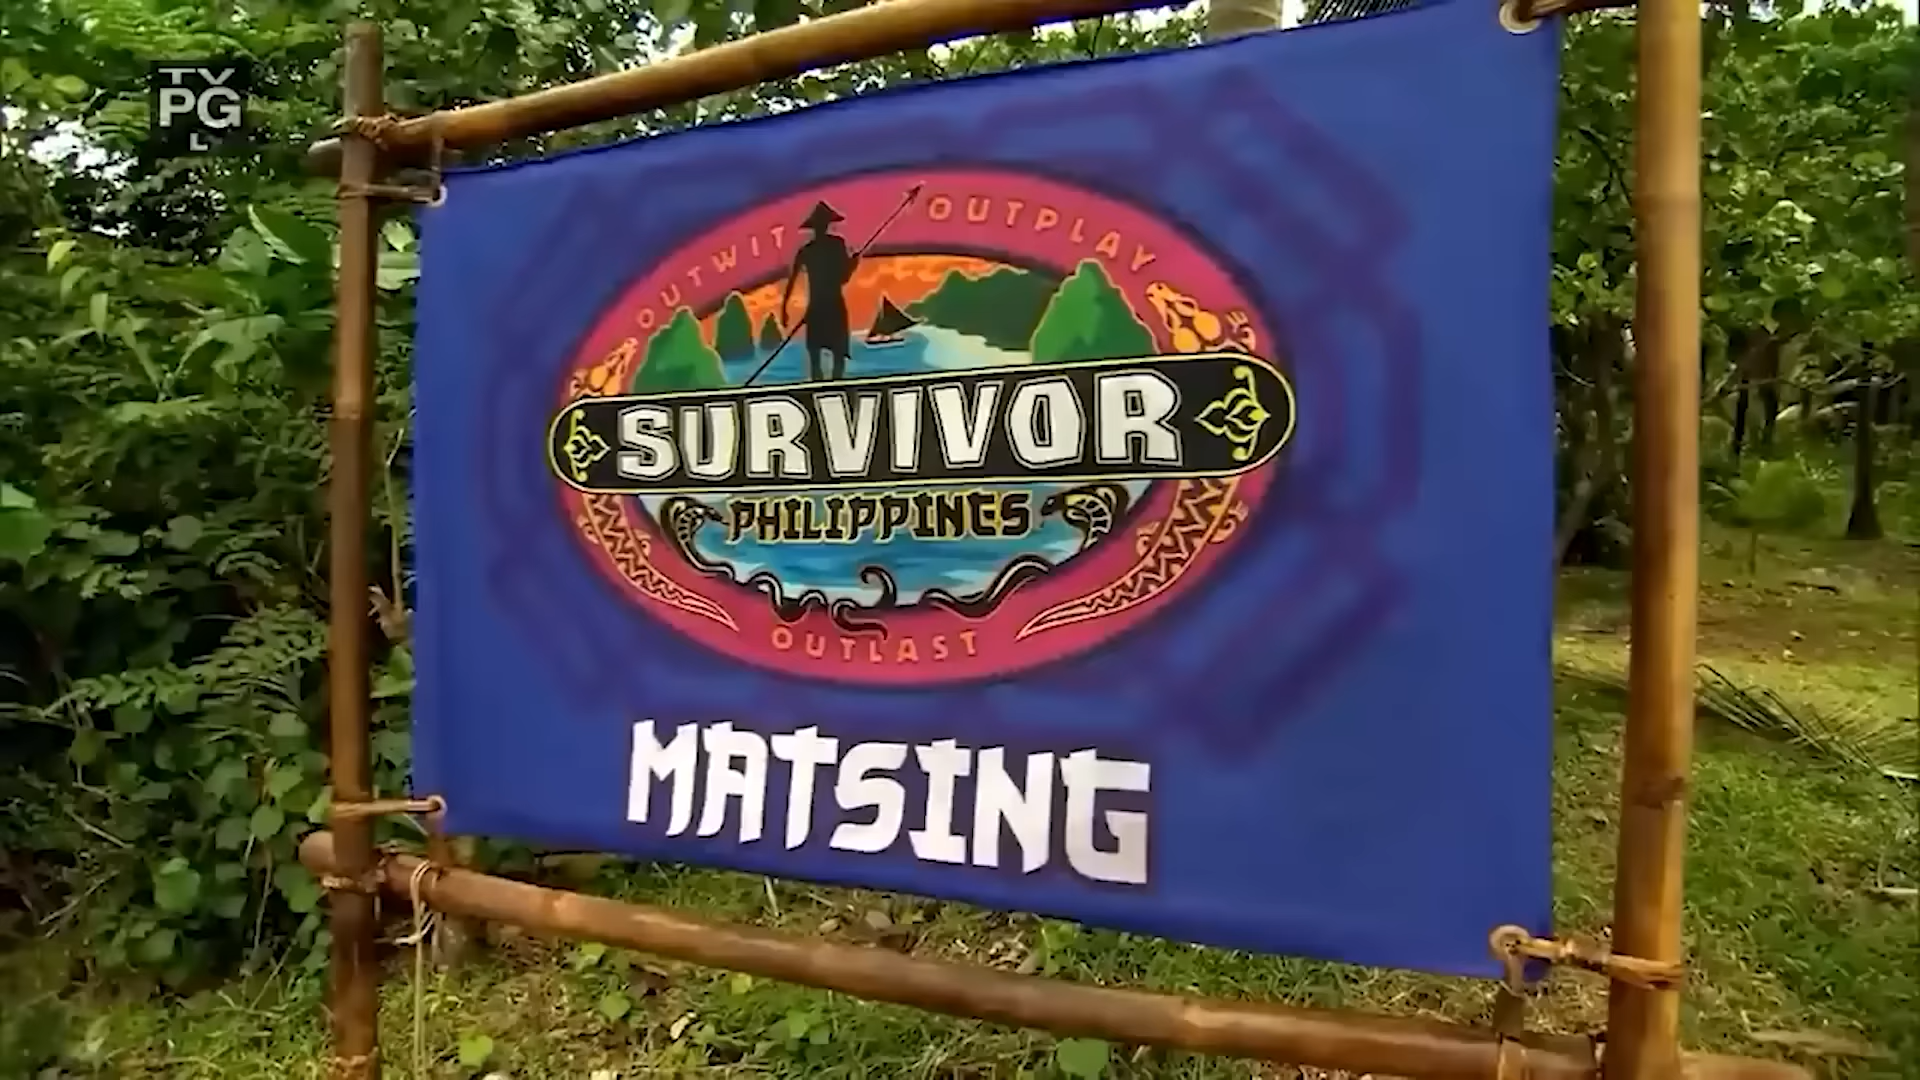 TV
PG
L
OUTWIT OUTPLAY
SURVIVOR
PHILIPPINES
OUTLAST
MATSING